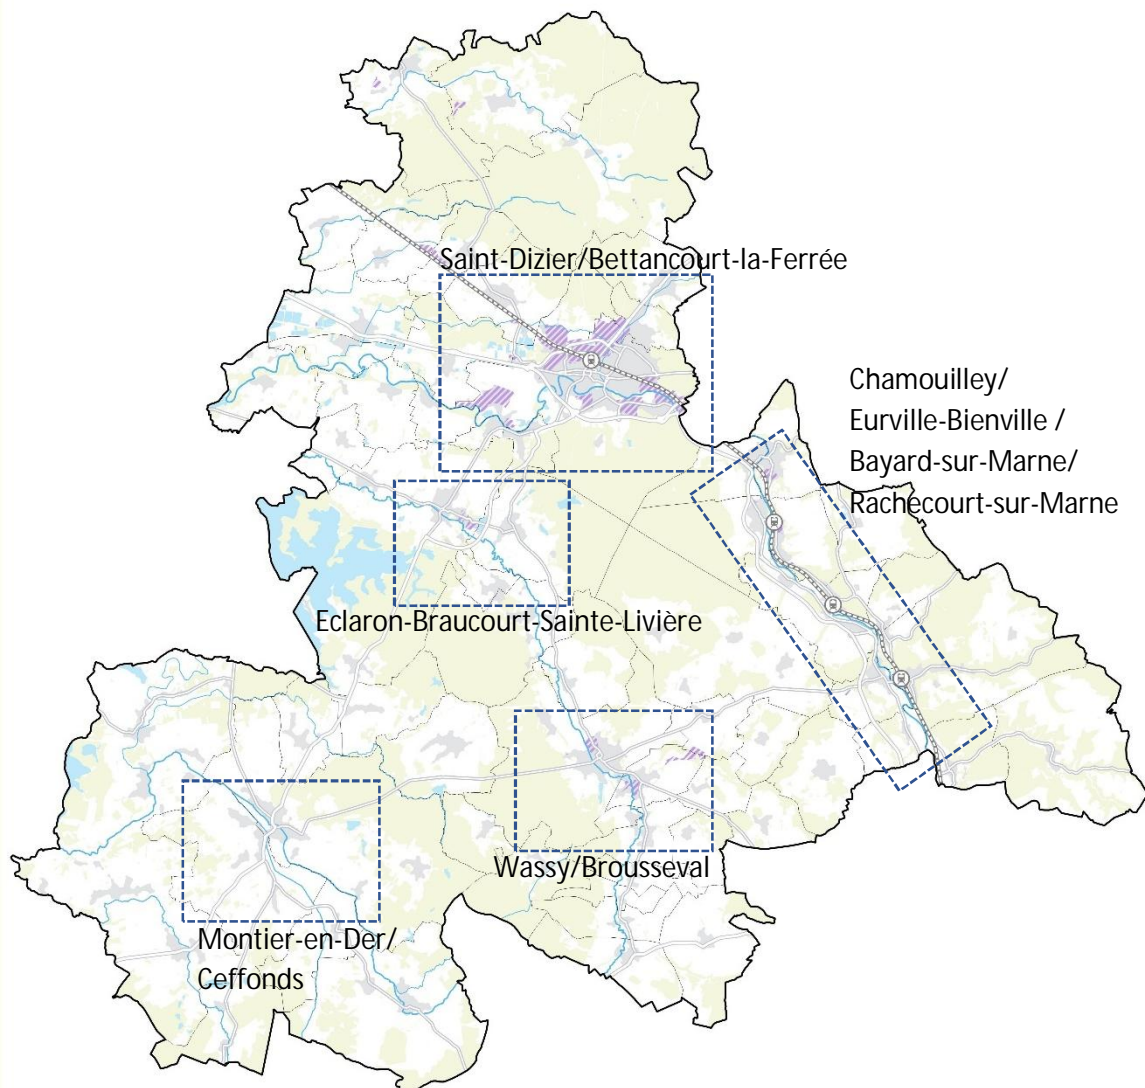 Saint-Dizier/Bettancourt-la-Ferrée
Chamouilley/
Eurville-Bienville /
Bayard-sur-Marne/
Rachecourt-sur-Marne
Eclaron-Braucourt-Sainte-Livière
Wassy/Brousseval
Montier-en-Der/
Ceffonds